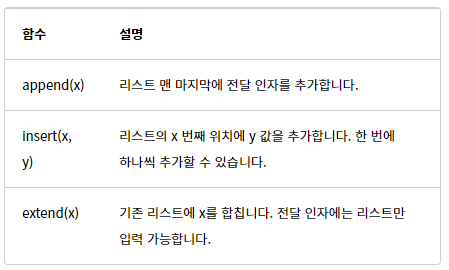 함수 설명
append(x) 리스트 맨 마지막에 전달 인자를 추가합니다.
insert(x, 리스트의 x 번째 위치에 y 값을 추가합니다. 한 번에
y) 하나씩 추가할 수 있습니다.
extend(x) 기존 리스트에 x를 합칩니다. 전달 인자에는 리스트만
입력 가능합니다.